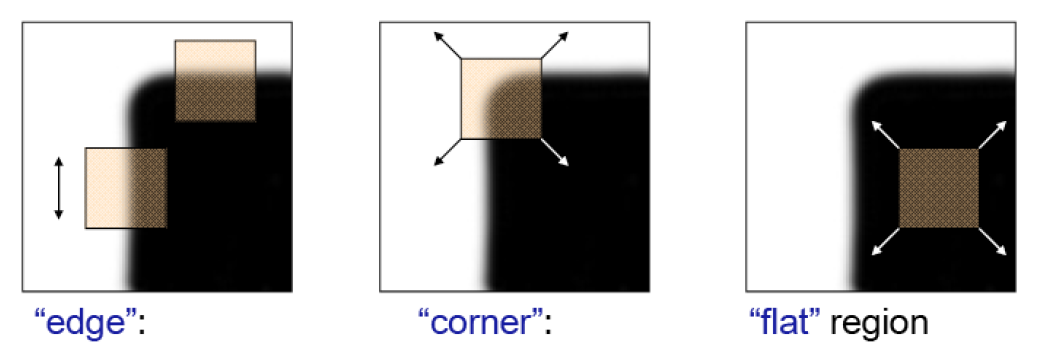 “edge”:
“corner”:
“flat” region